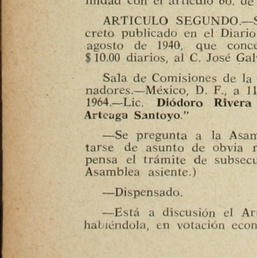 nidad con el artículo 60. de
ARTICULO SEGUNDO.—S
creto publicado en el Diario
agosto de 1940, que conce
$10.00 diarios, al C. José Gal
Sala de Comisiones de la
nadores.—México, D. F., a 11
1964.—Lic. Diódoro Rivera
Arteaga Santoyo."
—Se pregunta a la Asam
tarse de asunto de obvia r
pensa el trámite de subsecu
Asamblea asiente.)
—Dispensado.
—Está a discusión el Ar
habiéndola, en votación econ